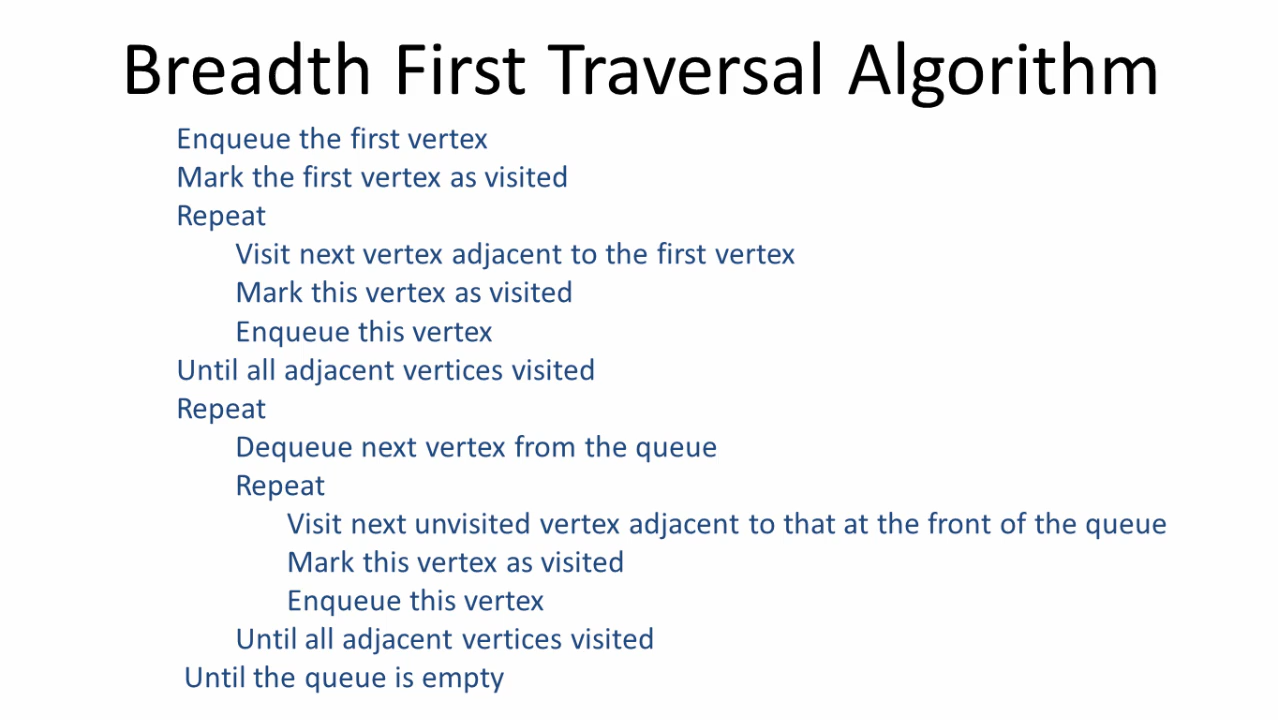 Breadth First Traversal Algorithm
Enqueue the first vertex
Mark the first vertex as visited
Repeat
Visit next vertex adjacent to the first vertex
Mark this vertex as visited
Enqueue this vertex
Until all adjacent vertices visited
Repeat
Dequeue next vertex from the queue
Repeat
Visit next unvisited vertex adjacent to that at the front of the queue
Mark this vertex as visited
Enqueue this vertex
Until all adjacent vertices visited
Until the queue is empty